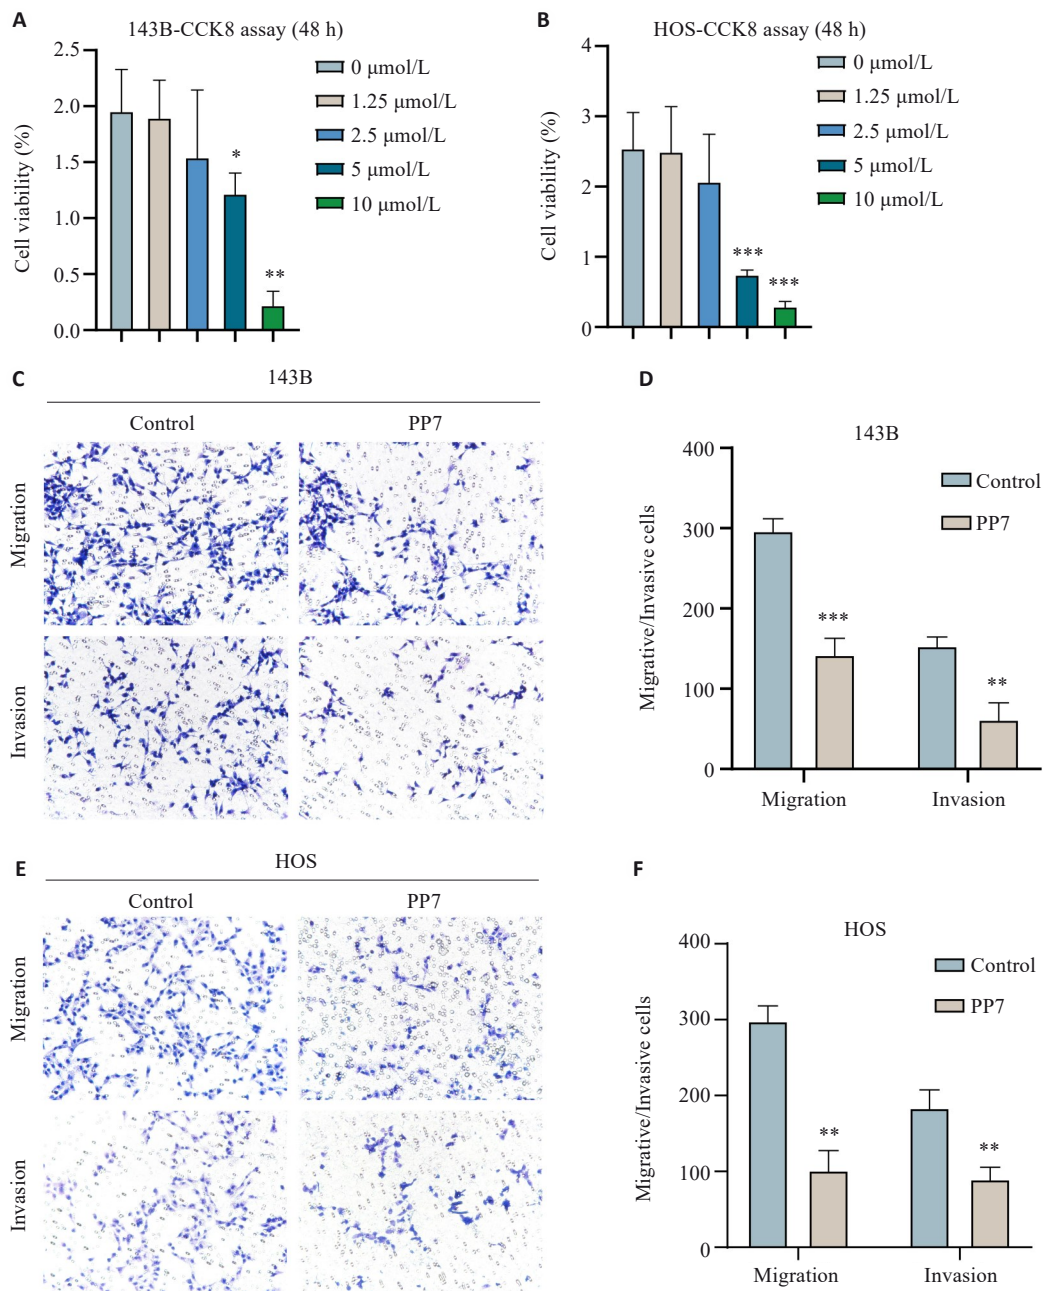 A
143B-CCK8 assay (48 h)
Cell viability (%)
2.5
2.0
1.5
1.0
0.5
0.0
*
**
0 μmol/L
1.25 μmol/L
2.5 μmol/L
5 μmol/L
10 μmol/L
B
HOS-CCK8 assay (48 h)
Cell viability (%)
4
3
2
1
0
***
***
0 μmol/L
1.25 μmol/L
2.5 μmol/L
5 μmol/L
10 μmol/L
C
143B
Control
PP7
Migration
Invasion
D
143B
Migrative/Invasive cells
400
300
200
100
0
***
**
Control
PP7
Migration
Invasion
E
HOS
Control
PP7
Migration
Invasion
F
HOS
Migrative/Invasive cells
400
300
200
100
0
**
**
Control
PP7
Migration
Invasion